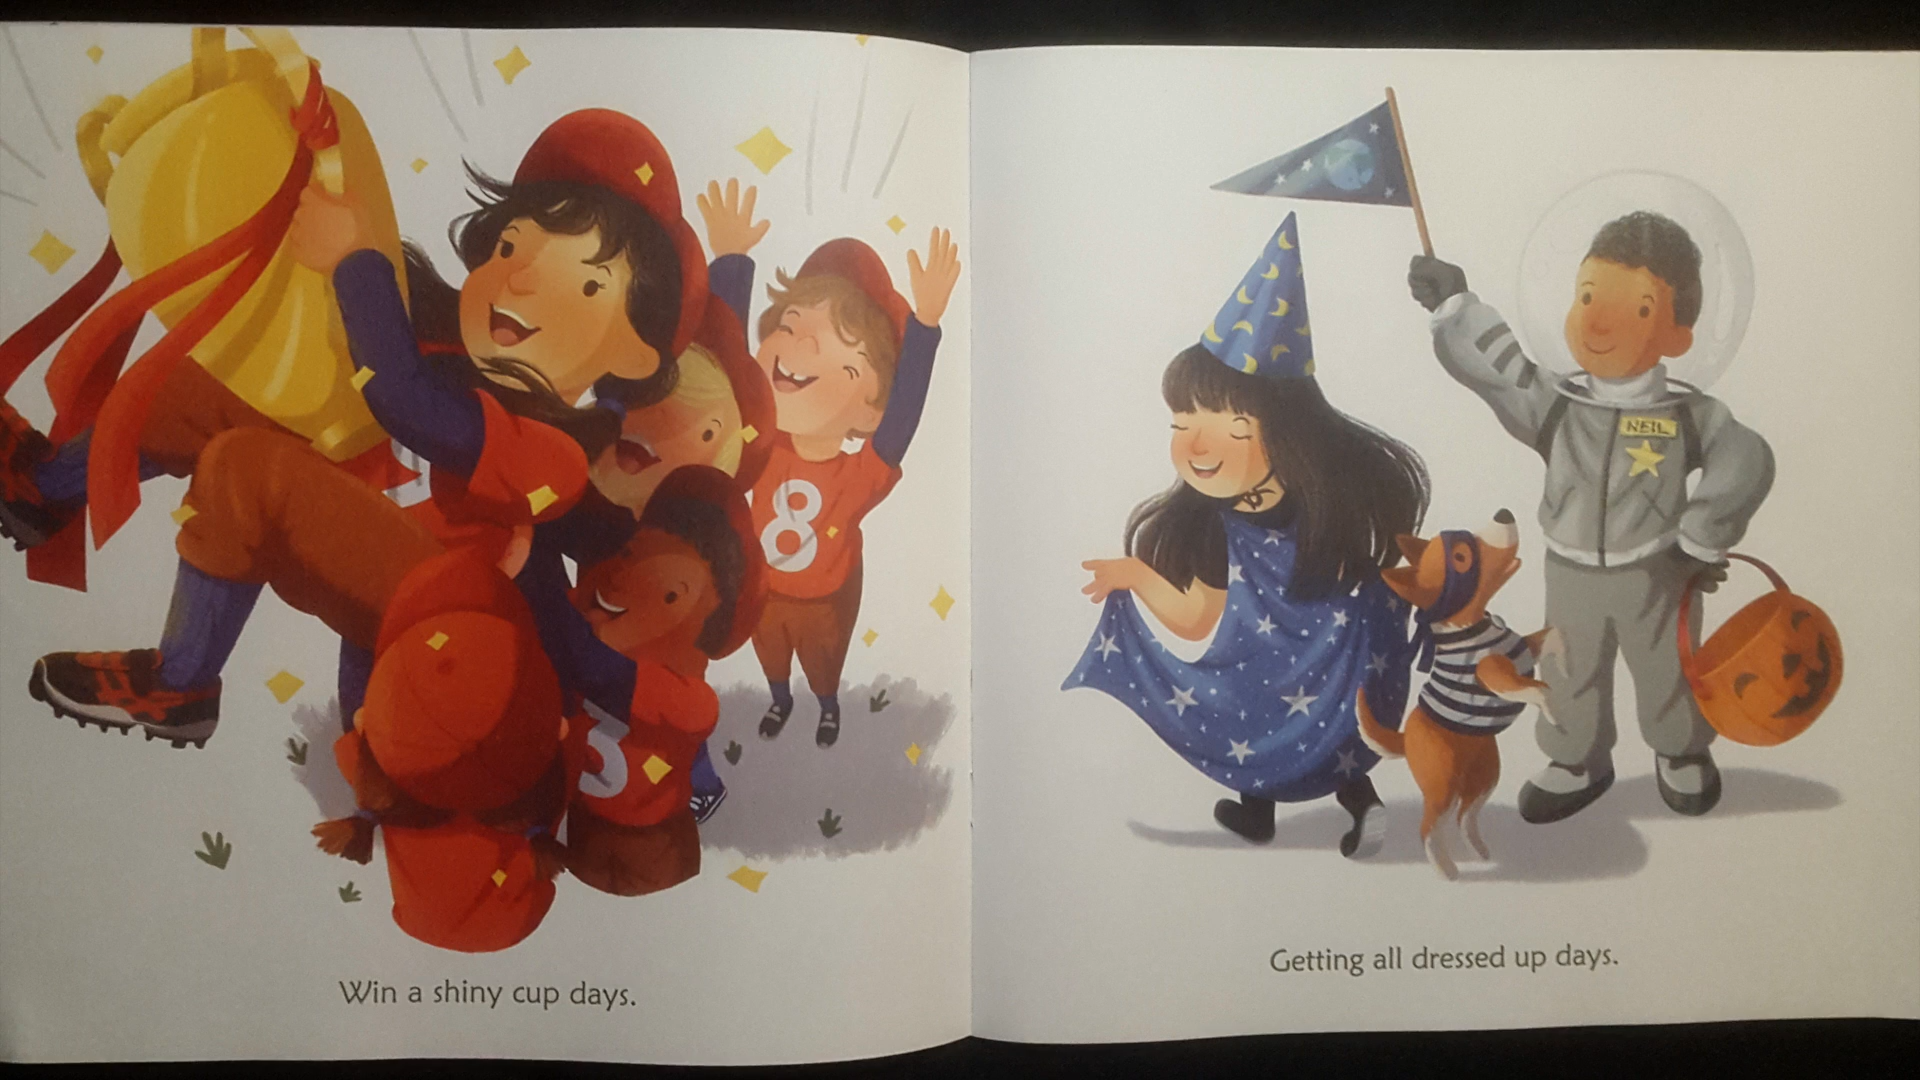 8
3
Win a shiny cup days.
NEIL
Getting all dressed up days.